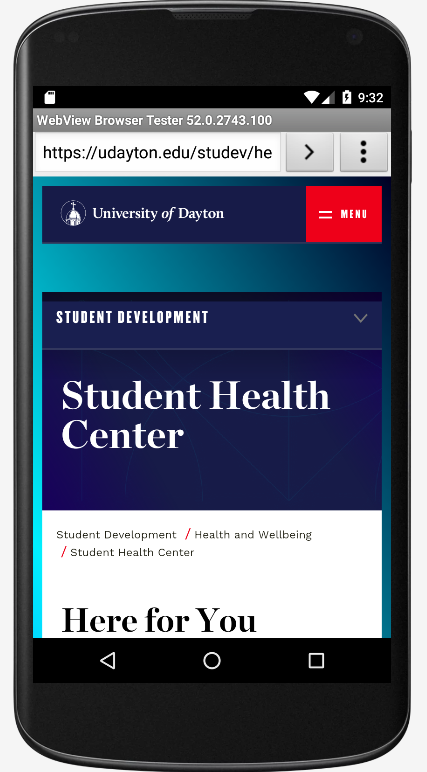 9:32
WebView Browser Tester 52.0.2743.100
https://udayton.edu/studev/he
University of Dayton
MENU
STUDENT DEVELOPMENT
Student Health
Center
Student Development / Health and Wellbeing
/ Student Health Center
Here for You